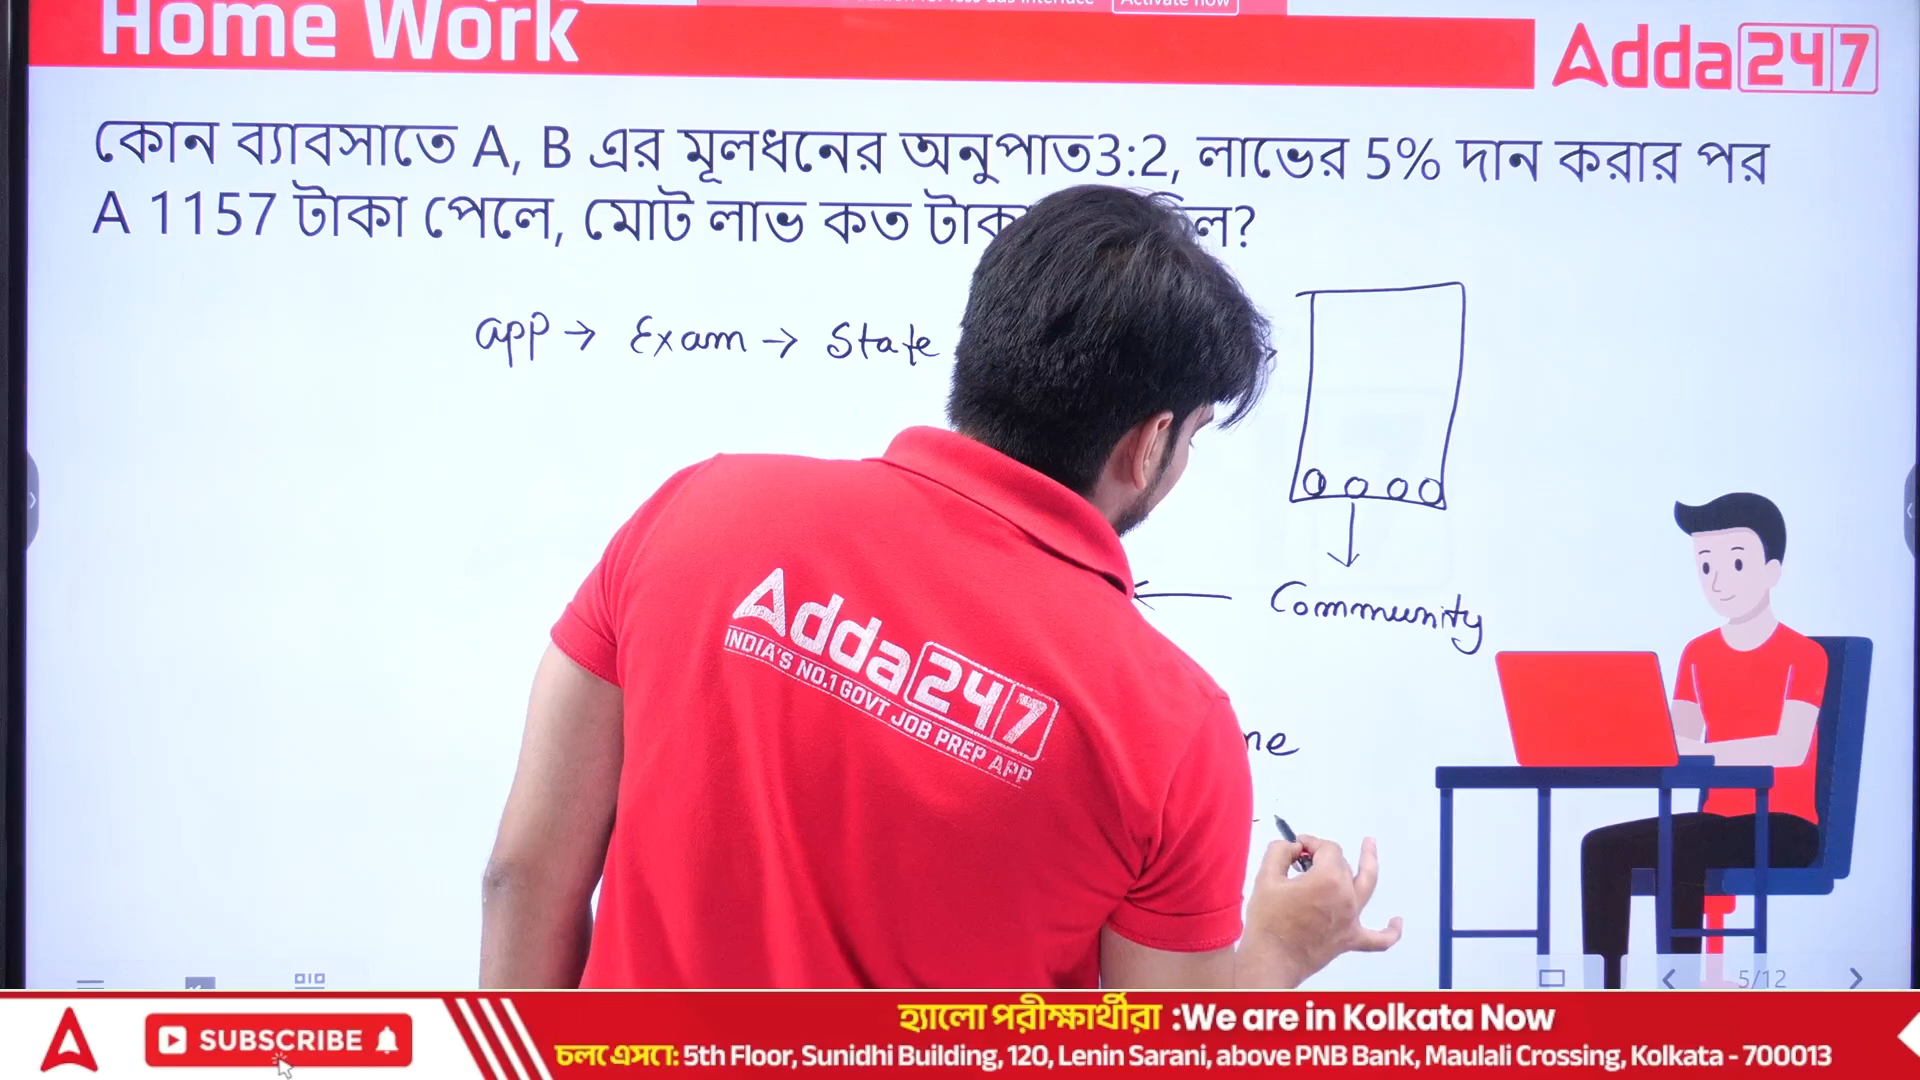 Home Work
Activate now
Adda247
কোন ব্যাবসাতে A, B এর মূলধনের অনুপাত3:2, লাভের 5% দান করার পর
A 1157 টাকা পেলে, মোট লাভ কত টাকা
app → Exam → State
Community
Adda247
INDIA'S NO.1 GOVT JOB PREP APP
5/12
SUBSCRIBE
হ্যালো পরীক্ষার্থীরা :We are in Kolkata Now
চলে এসো: 5th Floor, Sunidhi Building, 120, Lenin Sarani, above PNB Bank, Maulali Crossing, Kolkata - 700013